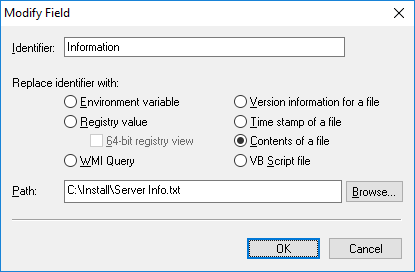 Modify Field
Identifier: Information
Replace identifier with:
Environment variable Version information for a file
Registry value Time stamp of a file
64-bit registry view Contents of a file
WMI Query VB Script file
Path: C:\Install\Server Info.txt Browse...
OK Cancel